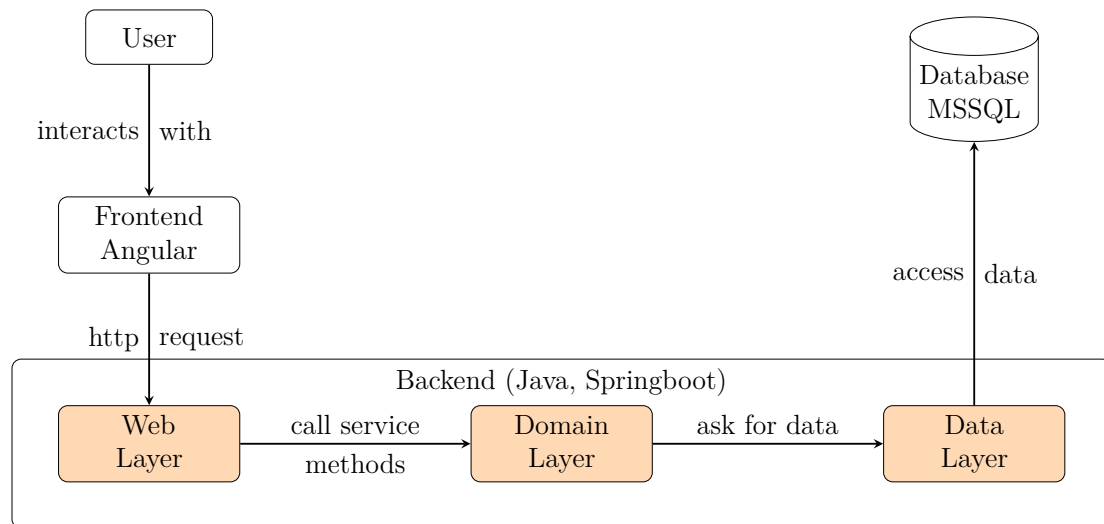 User
Database
MSSQL
interacts with
Frontend
Angular
access data
http request
Backend (Java, Springboot)
Web
Layer
call service
methods
Domain
Layer
ask for data
Data
Layer